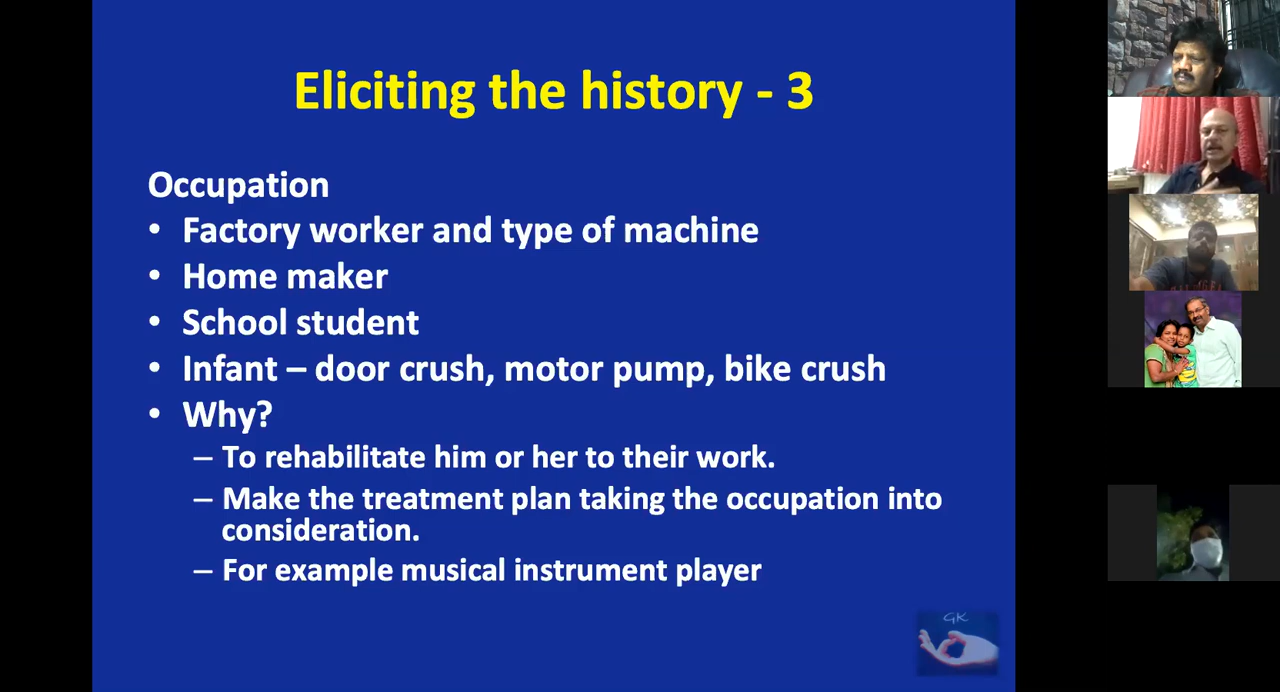 Eliciting the history - 3
Occupation
• Factory worker and type of machine
• Home maker
• School student
• Infant – door crush, motor pump, bike crush
• Why?
– To rehabilitate him or her to their work.
– Make the treatment plan taking the occupation into
consideration.
– For example musical instrument player
GK